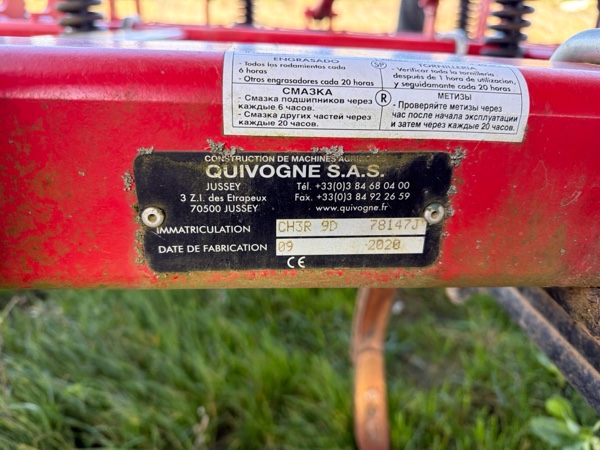 ENGRASADO
- Todos los rodamientos cada
6 horas
- Otros engrasadores cada 20 horas
SP
TORNILLERIA
- Verificar toda la tornillería
después de 1 hora de utilización,
y seguidamante cada 20 horas.
СМАЗКА
- Смазка подшипников через
каждые 6 часов.
- Смазка других частей через
каждые 20 часов.
R
МЕТИЗЫ
- Проверяйте метизы через
час после начала эксплуатации
и затем через каждые 20 часов.
CONSTRUCTION DE MACHINES AGRICOLES
QUIVOGNE S.A.S.
JUSSEY
3 Z.I. des Etrapeux
70500 JUSSEY
Tél. +33(0)3 84 68 04 00
Fax. +33(0)3 84 92 26 59
www.quivogne.fr
IMMATRICULATION CH3R 9D 78147J
DATE DE FABRICATION 09 2020
CE